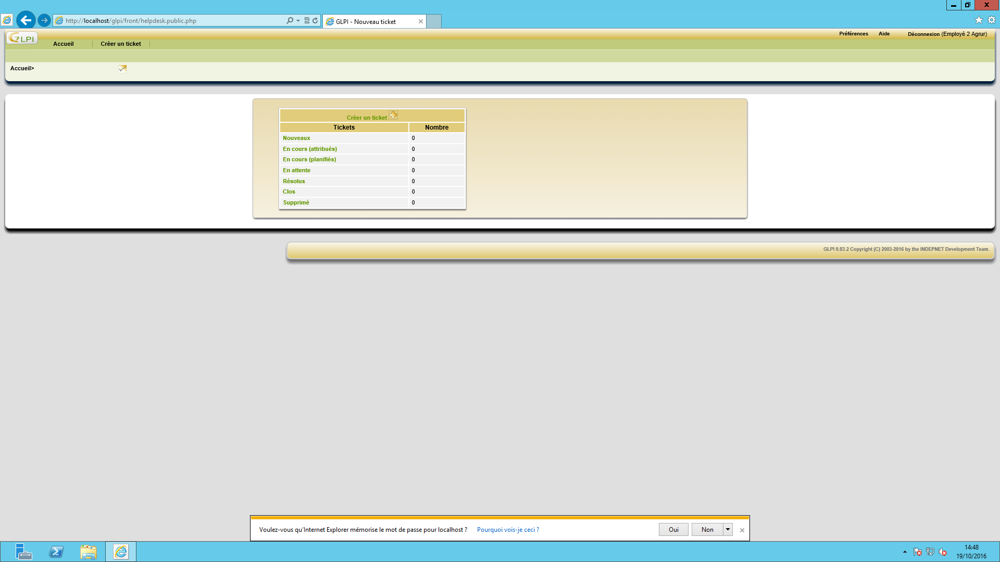 http://localhost/glpi/front/helpdesk.public.php
GLPI - Nouveau ticket
GLPI
Préférences
Aide
Déconnexion (Employé 2 Agrur)
Accueil
Créer un ticket
Accueil>
Créer un ticket
Tickets Nombre
Nouveaux 0
En cours (attribués) 0
En cours (planifiés) 0
En attente 0
Résolus 0
Clos 0
Supprimé 0
GLPI 0.83.2 Copyright (C) 2003-2016 by the INDEPNET Development Team.
Voulez-vous qu'Internet Explorer mémorise le mot de passe pour localhost ? Pourquoi vois-je ceci ? Oui Non
14:48
19/10/2016